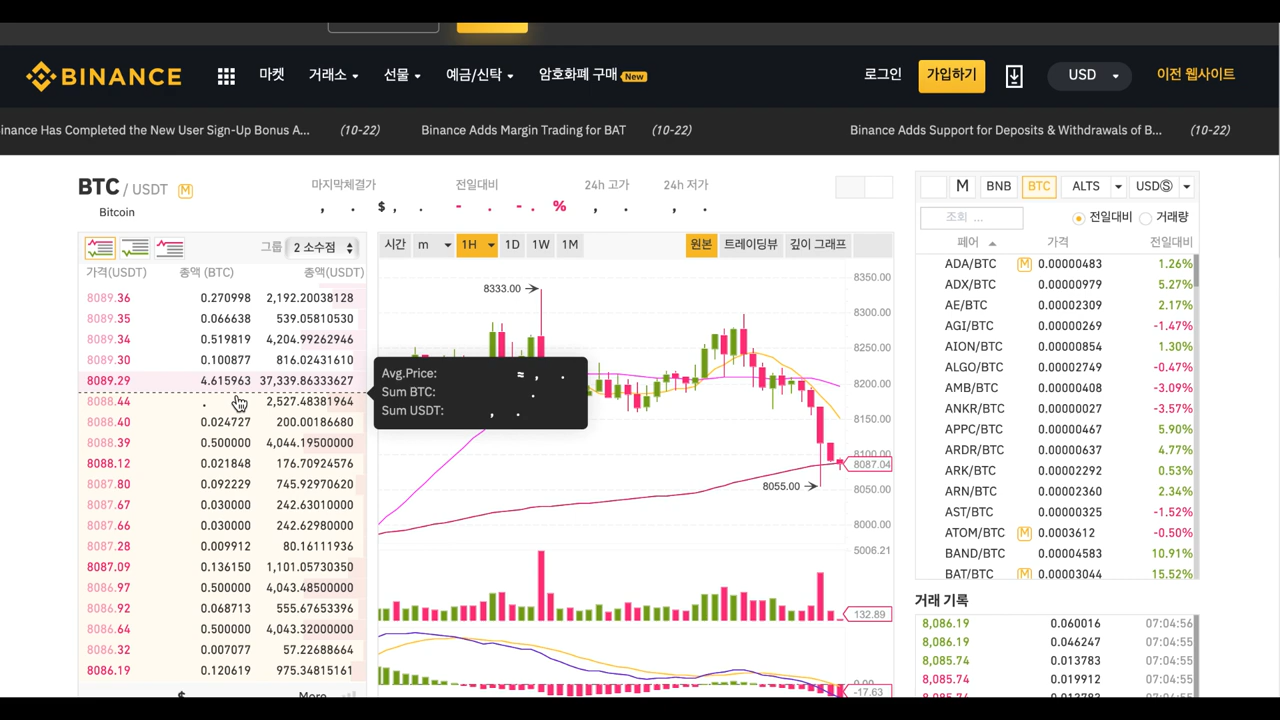 BINANCE 마켓 거래소 선물 예금/신탁 암호화폐 구매 New 로그인 가입하기 USD 이전 웹사이트
inance Has Completed the New User Sign-Up Bonus A... (10-22) Binance Adds Margin Trading for BAT (10-22) Binance Adds Support for Deposits & Withdrawals of B... (10-22)
BTC / USDT M
Bitcoin
마지막체결가 전일대비 24h 고가 24h 저가
, . $ , . - . - . % , . , .
그룹 2 소수점
가격(USDT) 종액 (BTC) 총액(USDT)
8089.36 0.270998 2,192.20038128
8089.35 0.066638 539.05810530
8089.34 0.519819 4,204.99262946
8089.30 0.100877 816.02431610
8089.29 4.615963 37,339.86333627
8088.44 . 2,527.48381964
8088.40 0.024727 200.00186680
8088.39 0.500000 4,044.19500000
8088.12 0.021848 176.70924576
8087.80 0.092229 745.92970620
8087.67 0.030000 242.63010000
8087.66 0.030000 242.62980000
8087.28 0.009912 80.16111936
8087.09 0.136150 1,101.05730350
8086.97 0.500000 4,043.48500000
8086.92 0.068713 555.67653396
8086.64 0.500000 4,043.32000000
8086.32 0.007077 57.22688664
8086.19 0.120619 975.34815161
$ More
시간 m 1H 1D 1W 1M 원본 트레이딩뷰 깊이 그래프
8333.00
8055.00
Avg.Price: ≈ , .
Sum BTC: .
Sum USDT: , .
8350.00
8300.00
8250.00
8200.00
8150.00
8100.00
8087.04
8050.00
8000.00
5006.21
132.89
0.00
-17.63
M BNB BTC ALTS USDⓈ
조회 ... 전일대비 거래량
페어 가격 전일대비
ADA/BTC M 0.00000483 1.26%
ADX/BTC 0.00000979 5.27%
AE/BTC 0.00002309 2.17%
AGI/BTC 0.00000269 -1.47%
AION/BTC 0.00000854 1.30%
ALGO/BTC 0.00002749 -0.47%
AMB/BTC 0.00000408 -3.09%
ANKR/BTC 0.00000027 -3.57%
APPC/BTC 0.00000467 5.90%
ARDR/BTC 0.00000637 4.77%
ARK/BTC 0.00002292 0.53%
ARN/BTC 0.00002360 2.34%
AST/BTC 0.00000325 -1.52%
ATOM/BTC M 0.0003612 -0.50%
BAND/BTC 0.00004583 10.91%
BAT/BTC M 0.00003044 15.52%
거래 기록
8,086.19 0.060016 07:04:56
8,086.19 0.046247 07:04:55
8,085.74 0.013783 07:04:55
8,085.74 0.019912 07:04:55
8,085.74 0.013783 07:04:55